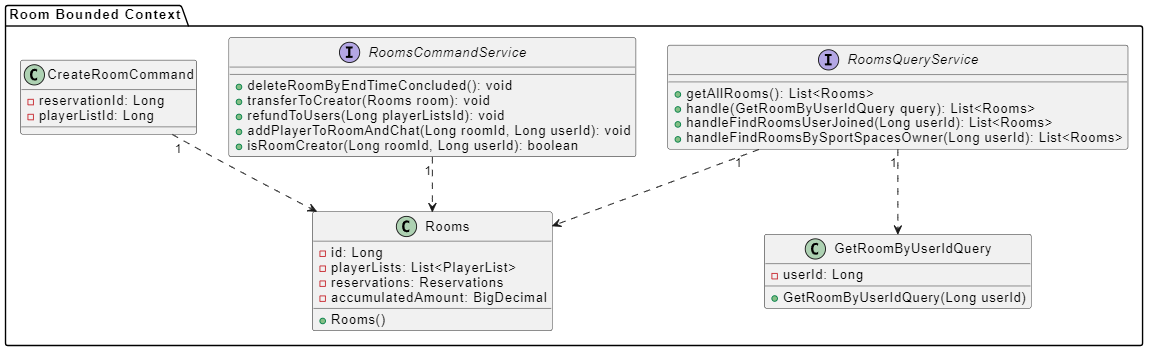 Room Bounded Context
C CreateRoomCommand
reservationId: Long
playerListId: Long
I RoomsCommandService
deleteRoomByEndTimeConcluded(): void
transferToCreator(Rooms room): void
refundToUsers(Long playerListsId): void
addPlayerToRoomAndChat(Long roomId, Long userId): void
isRoomCreator(Long roomId, Long userId): boolean
I RoomsQueryService
getAllRooms(): List<Rooms>
handle(GetRoomByUserIdQuery query): List<Rooms>
handleFindRoomsUserJoined(Long userId): List<Rooms>
handleFindRoomsBySportSpacesOwner(Long userId): List<Rooms>
1
1
1
1
C Rooms
id: Long
playerLists: List<PlayerList>
reservations: Reservations
accumulatedAmount: BigDecimal
Rooms()
C GetRoomByUserIdQuery
userId: Long
GetRoomByUserIdQuery(Long userId)